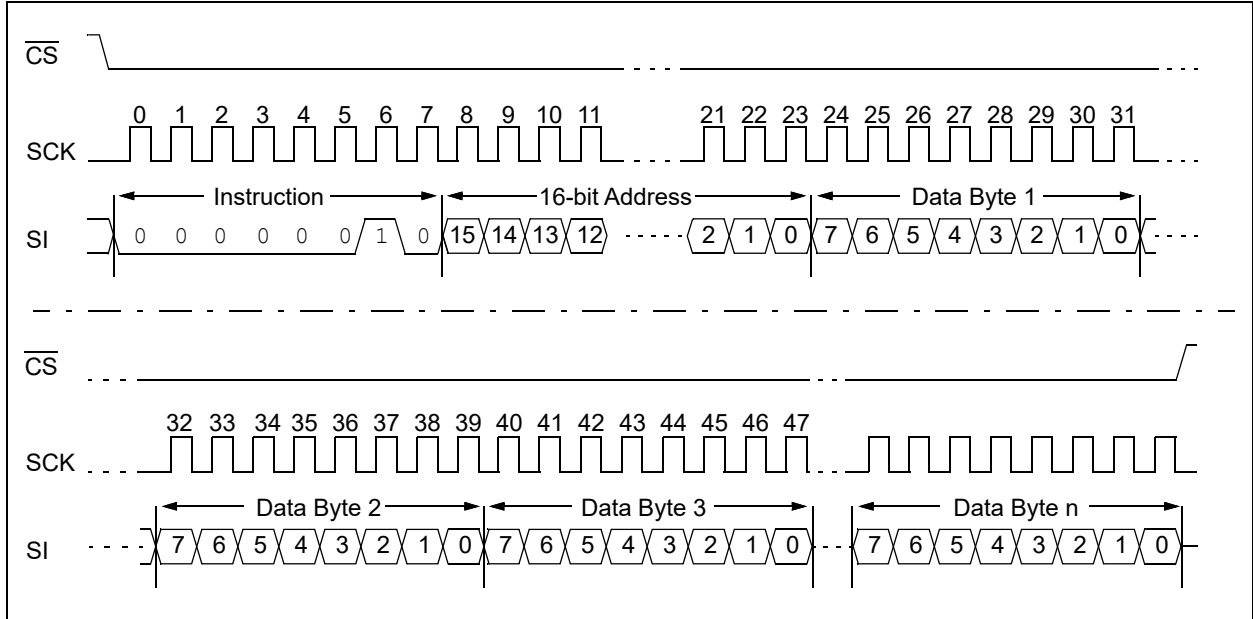 CS
0 1 2 3 4 5 6 7 8 9 10 11 21 22 23 24 25 26 27 28 29 30 31
SCK
Instruction 16-bit Address Data Byte 1
SI 0 0 0 0 0 0 1 0 15 14 13 12 2 1 0 7 6 5 4 3 2 1 0
CS
32 33 34 35 36 37 38 39 40 41 42 43 44 45 46 47
SCK
Data Byte 2 Data Byte 3 Data Byte n
SI 7 6 5 4 3 2 1 0 7 6 5 4 3 2 1 0 7 6 5 4 3 2 1 0